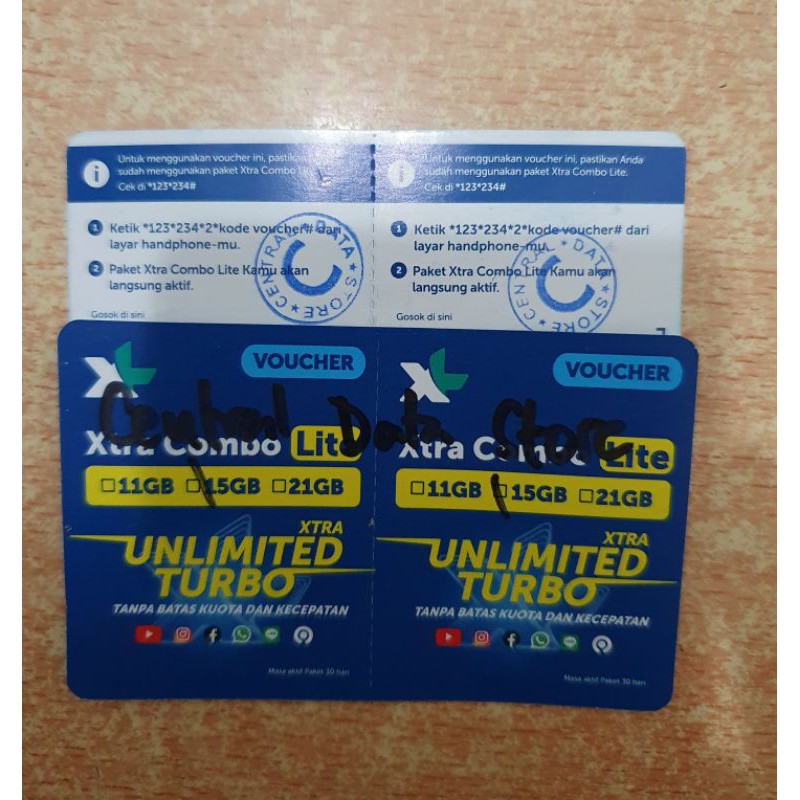 Untuk menggunakan voucher ini, pastikan
sudah menggunakan paket Xtra Combo
Cek di *123*234#
1 Ketik *123*234*2*kode voucher# dari
layar handphone-mu.
2 Paket Xtra Combo Lite Kamu akan
langsung aktif.
Gosok di sini
CENTRAL DATA STORE
Untuk menggunakan voucher ini, pastikan Anda
sudah menggunakan paket Xtra Combo Lite.
Cek di *123*234#
1 Ketik *123*234*2*kode voucher# dari
layar handphone-mu.
2 Paket Xtra Combo Lite Kamu akan
langsung aktif.
Gosok di sini
CENTRAL DATA STORE
XL
VOUCHER
Xtra Combo Lite
11GB 15GB 21GB
XTRA
UNLIMITED
TURBO
TANPA BATAS KUOTA DAN KECEPATAN
Masa aktif Paket 30 hari
XL
VOUCHER
Xtra Combo Lite
11GB 15GB 21GB
XTRA
UNLIMITED
TURBO
TANPA BATAS KUOTA DAN KECEPATAN
Masa aktif Paket 30 hari
Central Data Store